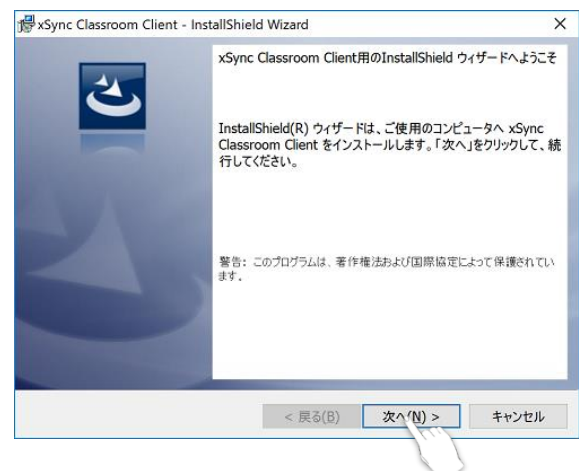 xSync Classroom Client - InstallShield Wizard
xSync Classroom Client用のInstallShield ウィザードへようこそ
InstallShield(R) ウィザードは、ご使用のコンピュータへ xSync
Classroom Client をインストールします。「次へ」をクリックして、続
行してください。
警告: このプログラムは、著作権法および国際協定によって保護されてい
ます。
< 戻る(B)
次へ(N) >
キャンセル